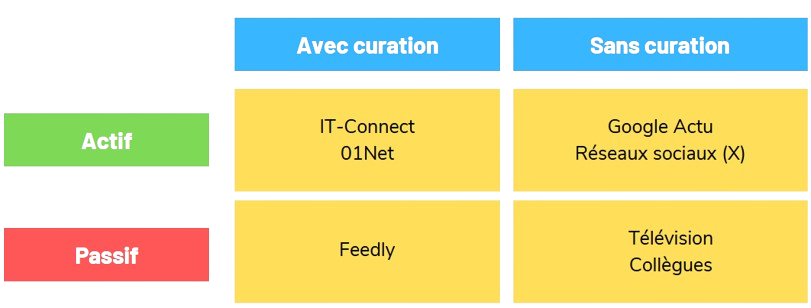 Avec curation
Sans curation
Actif
IT-Connect
01Net
Google Actu
Réseaux sociaux (X)
Passif
Feedly
Télévision
Collègues